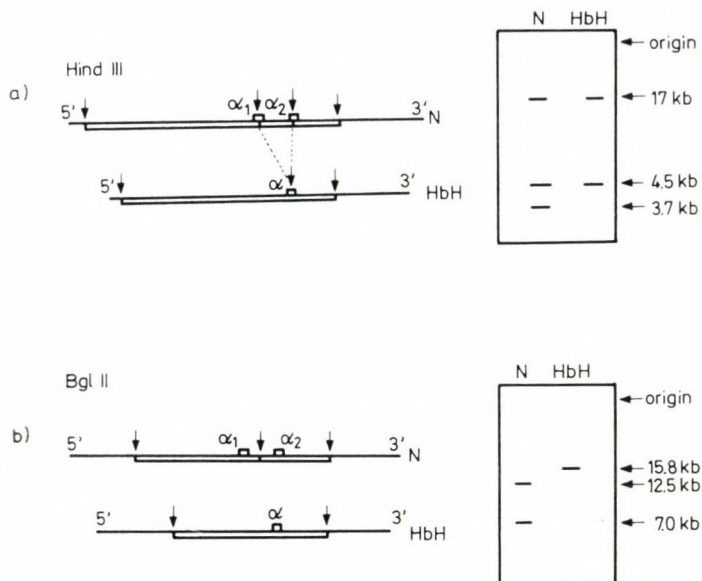 N HbH
origin
a) Hind III
5' α1 α2 3' N
17 kb
5' α 3' HbH
4.5 kb
3.7 kb
Bgl II
N HbH
origin
b)
5' α1 α2 3' N
15.8 kb
12.5 kb
7.0 kb
5' α 3' HbH